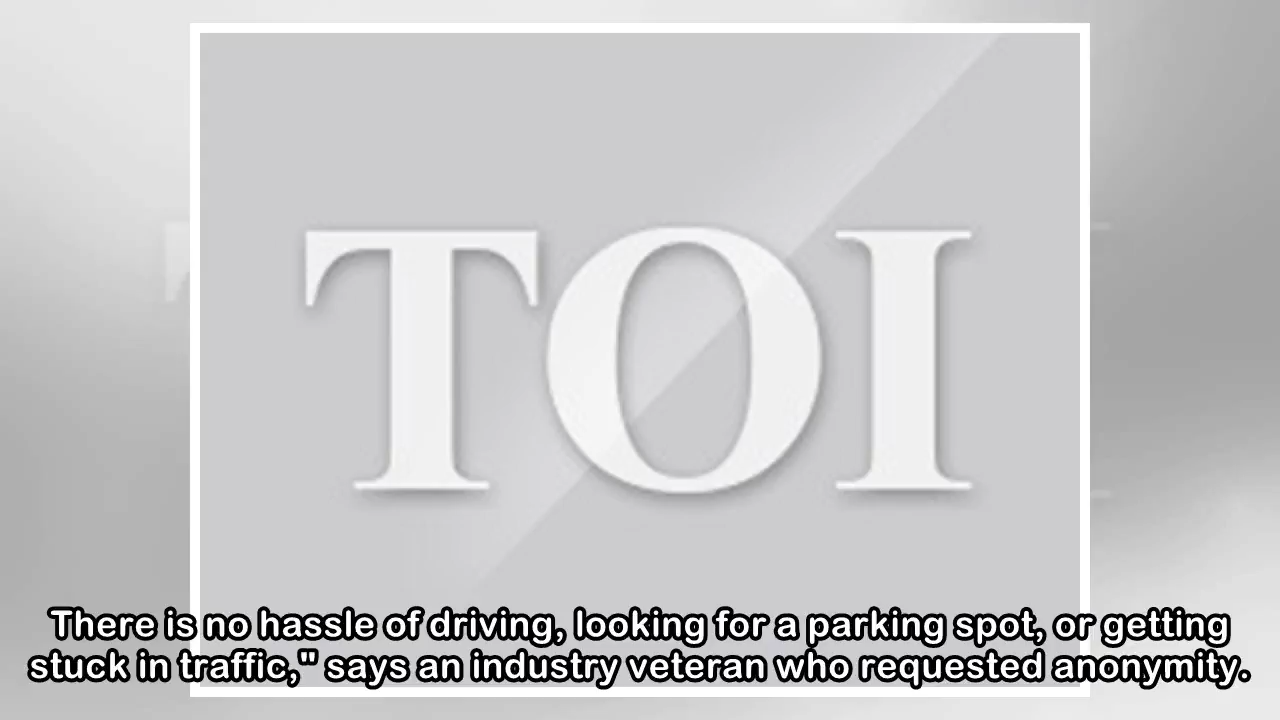 TOI
There is no hassle of driving, looking for a parking spot, or getting
stuck in traffic," says an industry veteran who requested anonymity.